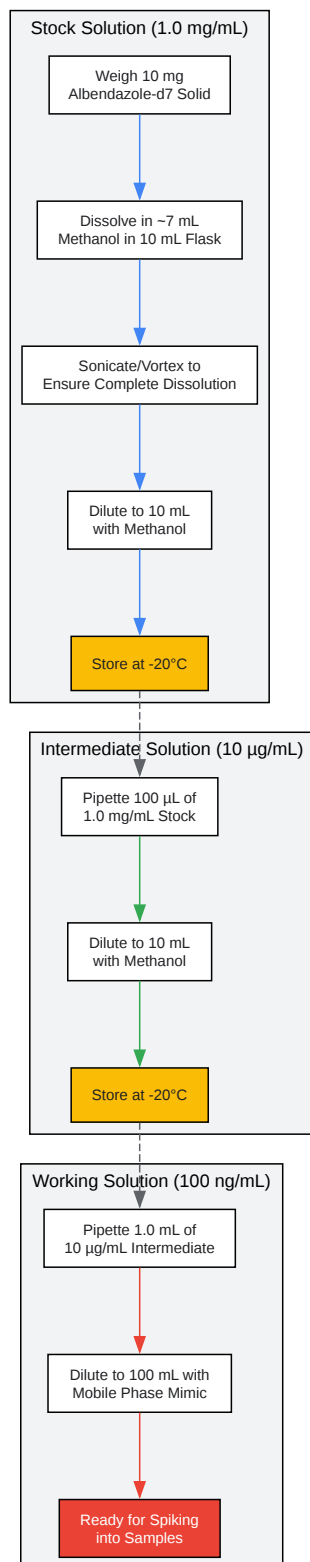 Stock Solution (1.0 mg/mL)
Weigh 10 mg
Albendazole-d7 Solid
Dissolve in ~7 mL
Methanol in 10 mL Flask
Sonicate/Vortex to
Ensure Complete Dissolution
Dilute to 10 mL
with Methanol
Store at -20°C
Intermediate Solution (10 µg/mL)
Pipette 100 µL of
1.0 mg/mL Stock
Dilute to 10 mL
with Methanol
Store at -20°C
Working Solution (100 ng/mL)
Pipette 1.0 mL of
10 µg/mL Intermediate
Dilute to 100 mL with
Mobile Phase Mimic
Ready for Spiking
into Samples